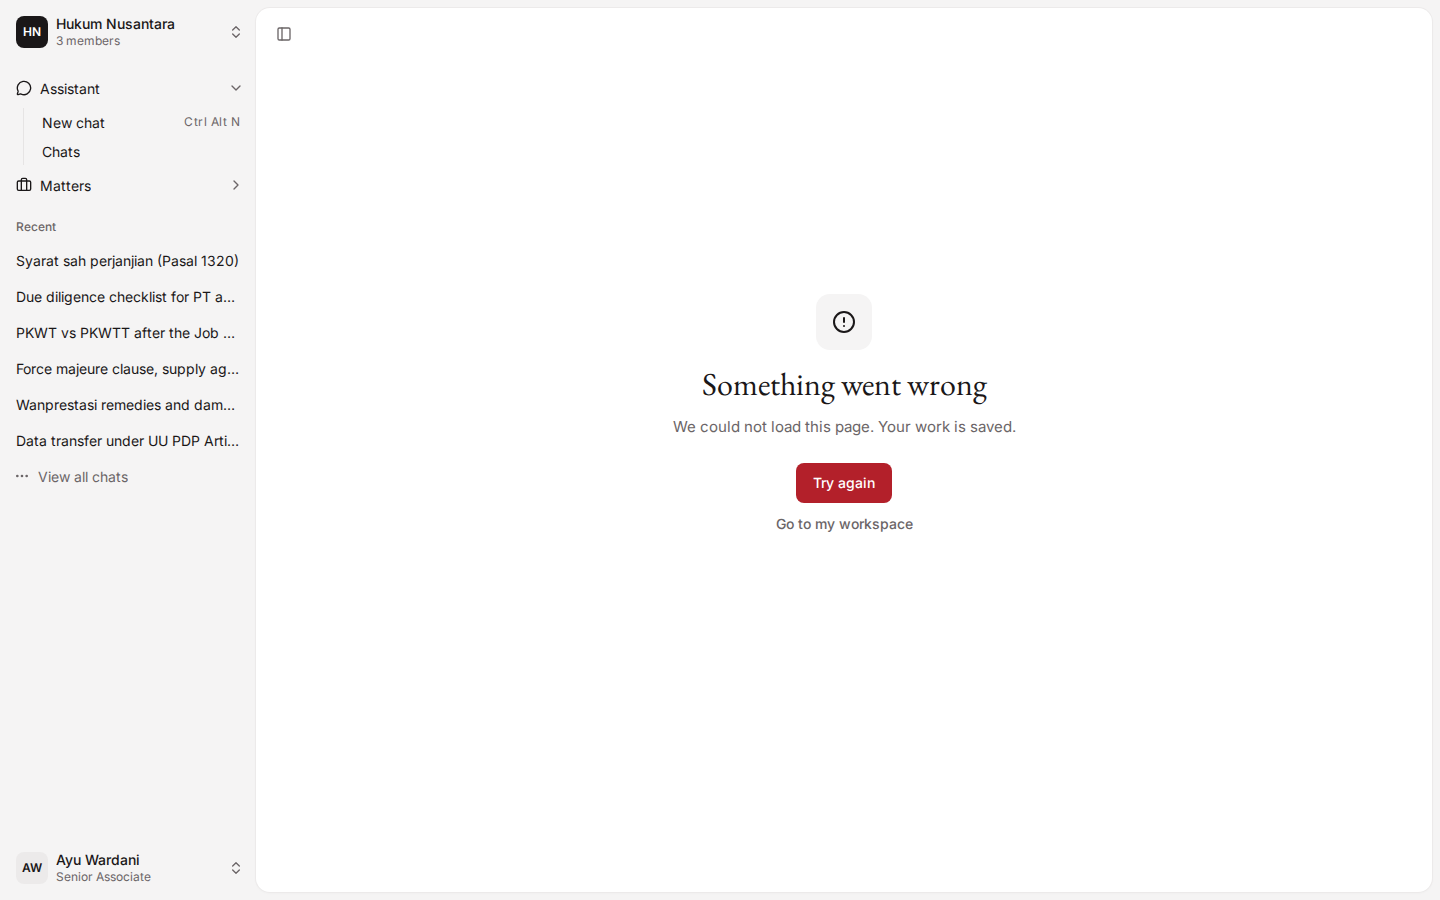 HN
Hukum Nusantara
3 members
Assistant
New chat Ctrl Alt N
Chats
Matters
Recent
Syarat sah perjanjian (Pasal 1320)
Due diligence checklist for PT a...
PKWT vs PKWTT after the Job ...
Force majeure clause, supply ag...
Wanprestasi remedies and dam...
Data transfer under UU PDP Arti...
View all chats
AW
Ayu Wardani
Senior Associate
Something went wrong
We could not load this page. Your work is saved.
Try again
Go to my workspace